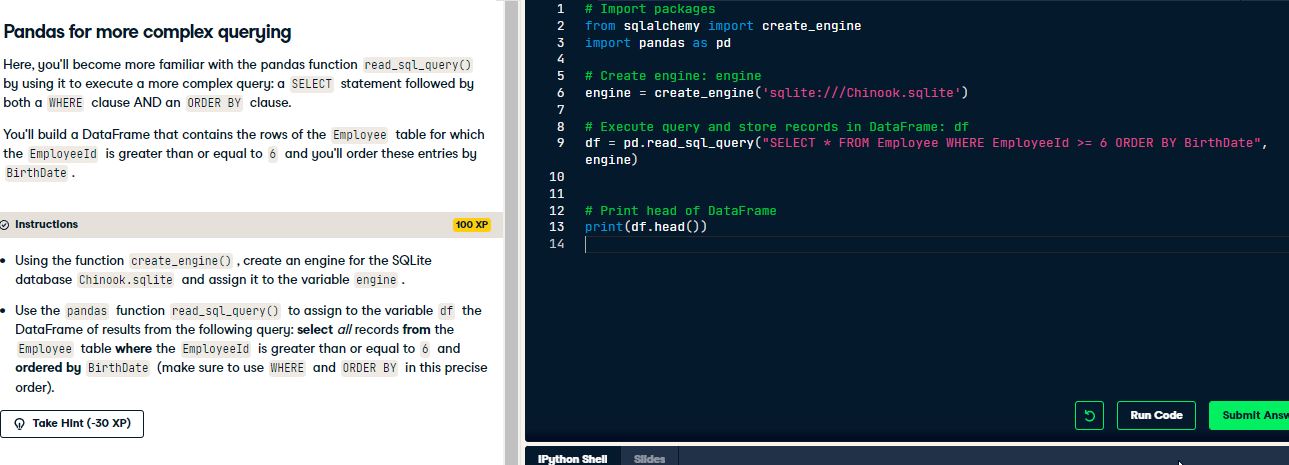 Pandas for more complex querying
Here, you'll become more familiar with the pandas function read_sql_query()
by using it to execute a more complex query: a SELECT statement followed by
both a WHERE clause AND an ORDER BY clause.
You'll build a DataFrame that contains the rows of the Employee table for which
the EmployeeId is greater than or equal to 6 and you'll order these entries by
BirthDate.
Instructions
100 XP
• Using the function create_engine(), create an engine for the SQLite
database Chinook.sqlite and assign it to the variable engine.
• Use the pandas function read_sql_query() to assign to the variable df the
DataFrame of results from the following query: select all records from the
Employee table where the EmployeeId is greater than or equal to 6 and
ordered by BirthDate (make sure to use WHERE and ORDER BY in this precise
order).
Take Hint (-30 XP)
1 # Import packages
2 from sqlalchemy import create_engine
3 import pandas as pd
4
5 # Create engine: engine
6 engine = create_engine('sqlite:///Chinook.sqlite')
7
8 # Execute query and store records in DataFrame: df
9 df = pd.read_sql_query("SELECT * FROM Employee WHERE EmployeeId >= 6 ORDER BY BirthDate",
engine)
10
11
12 # Print head of DataFrame
13 print(df.head())
14
Run Code
Submit Answ
IPython Shell
Slides